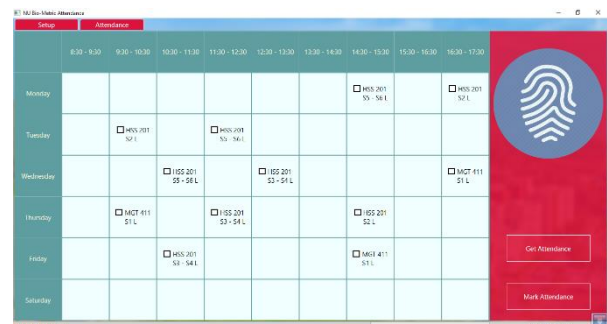 NU Bio-Metric Attendance
Setup Attendance
8:30 - 9:30 9:30 - 10:30 10:30 - 11:30 11:30 - 12:30 12:30 - 13:30 13:30 - 14:30 14:30 - 15:30 15:30 - 16:30 16:30 - 17:30
Monday HSS 201 HSS 201
S5 - S6 L S2 L
Tuesday HSS 201 HSS 201
S2 L S5 - S6 L
Wednesday HSS 201 HSS 201 MGT 411
S5 - S6 L S3 - S4 L S1 L
Thursday MGT 411 HSS 201 HSS 201
S1 L S3 - S4 L S2 L
Friday HSS 201 MGT 411
S3 - S4 L S1 L
Saturday
Get Attendance
Mark Attendance